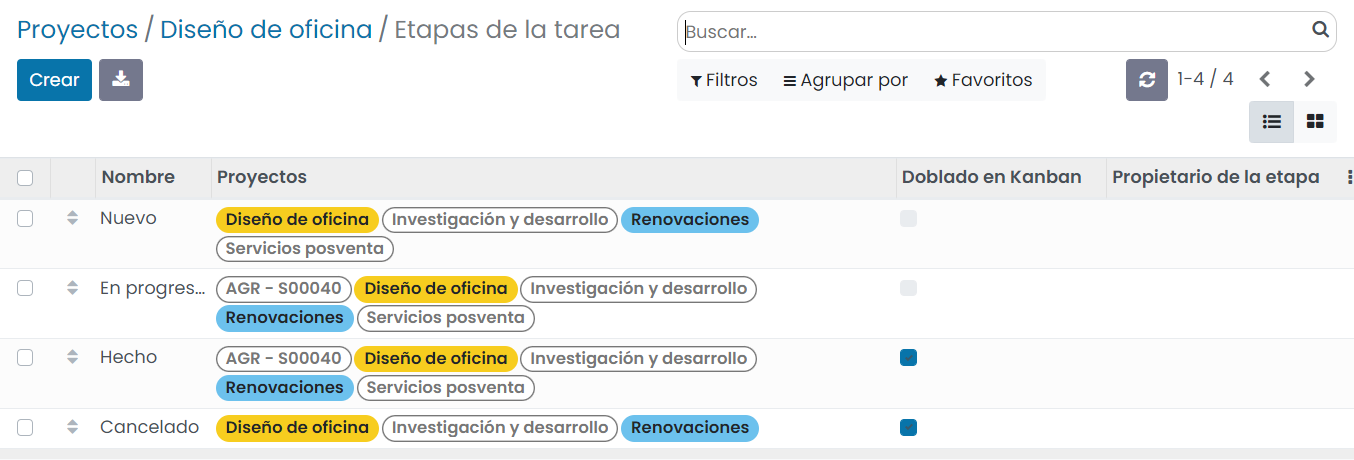 Proyectos / Diseño de oficina / Etapas de la tarea
Buscar...
Crear
Filtros Agrupar por Favoritos
1-4 / 4
Nombre Proyectos Doblado en Kanban Propietario de la etapa
Nuevo Diseño de oficina Investigación y desarrollo Renovaciones
Servicios posventa
En progres... AGR - S00040 Diseño de oficina Investigación y desarrollo
Renovaciones Servicios posventa
Hecho AGR - S00040 Diseño de oficina Investigación y desarrollo
Renovaciones Servicios posventa
Cancelado Diseño de oficina Investigación y desarrollo Renovaciones